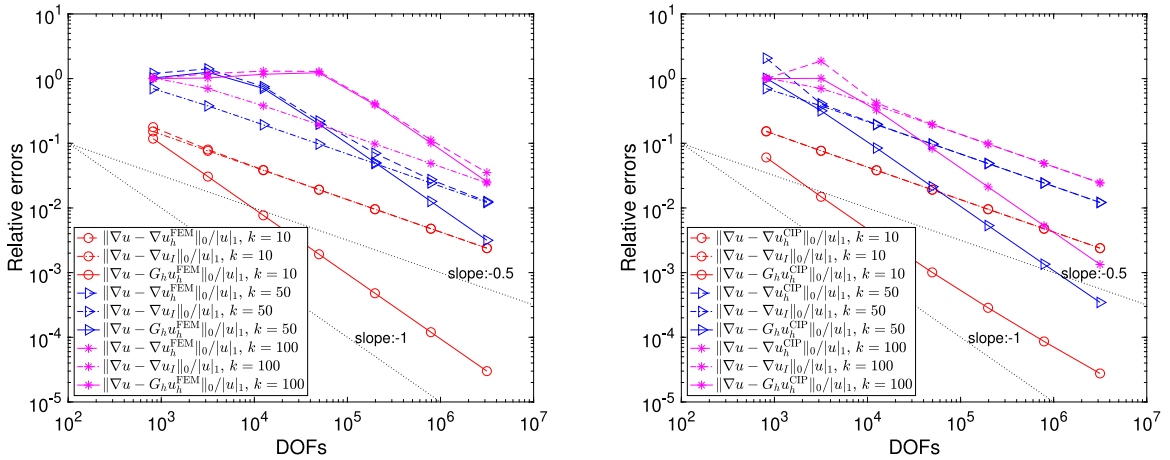 10^1
10^0
10^-1
10^-2
10^-3
10^-4
10^-5
Relative errors
10^2 10^3 10^4 10^5 10^6 10^7
DOFs
slope:-0.5
slope:-1
‖∇u − ∇u_h^FEM‖_0/|u|_1, k = 10
‖∇u − ∇u_I‖_0/|u|_1, k = 10
‖∇u − G_h u_h^FEM‖_0/|u|_1, k = 10
‖∇u − ∇u_h^FEM‖_0/|u|_1, k = 50
‖∇u − ∇u_I‖_0/|u|_1, k = 50
‖∇u − G_h u_h^FEM‖_0/|u|_1, k = 50
‖∇u − ∇u_h^FEM‖_0/|u|_1, k = 100
‖∇u − ∇u_I‖_0/|u|_1, k = 100
‖∇u − G_h u_h^FEM‖_0/|u|_1, k = 100
10^1
10^0
10^-1
10^-2
10^-3
10^-4
10^-5
Relative errors
10^2 10^3 10^4 10^5 10^6 10^7
DOFs
slope:-0.5
slope:-1
‖∇u − ∇u_h^CIP‖_0/|u|_1, k = 10
‖∇u − ∇u_I‖_0/|u|_1, k = 10
‖∇u − G_h u_h^CIP‖_0/|u|_1, k = 10
‖∇u − ∇u_h^CIP‖_0/|u|_1, k = 50
‖∇u − ∇u_I‖_0/|u|_1, k = 50
‖∇u − G_h u_h^CIP‖_0/|u|_1, k = 50
‖∇u − ∇u_h^CIP‖_0/|u|_1, k = 100
‖∇u − ∇u_I‖_0/|u|_1, k = 100
‖∇u − G_h u_h^CIP‖_0/|u|_1, k = 100